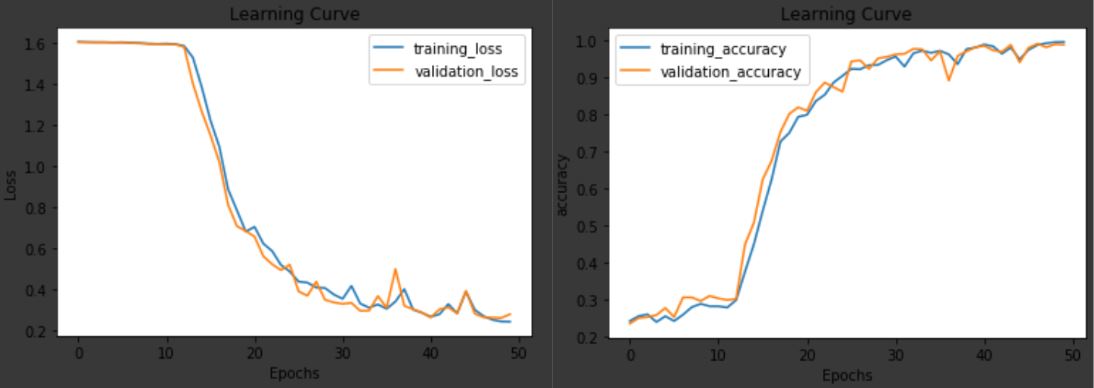 Learning Curve
1.6
1.4
1.2
1.0
0.8
0.6
0.4
0.2
Loss
training_loss
validation_loss
0
10
20
30
40
50
Epochs
Learning Curve
1.0
0.9
0.8
0.7
0.6
0.5
0.4
0.3
0.2
accuracy
training_accuracy
validation_accuracy
0
10
20
30
40
50
Epochs